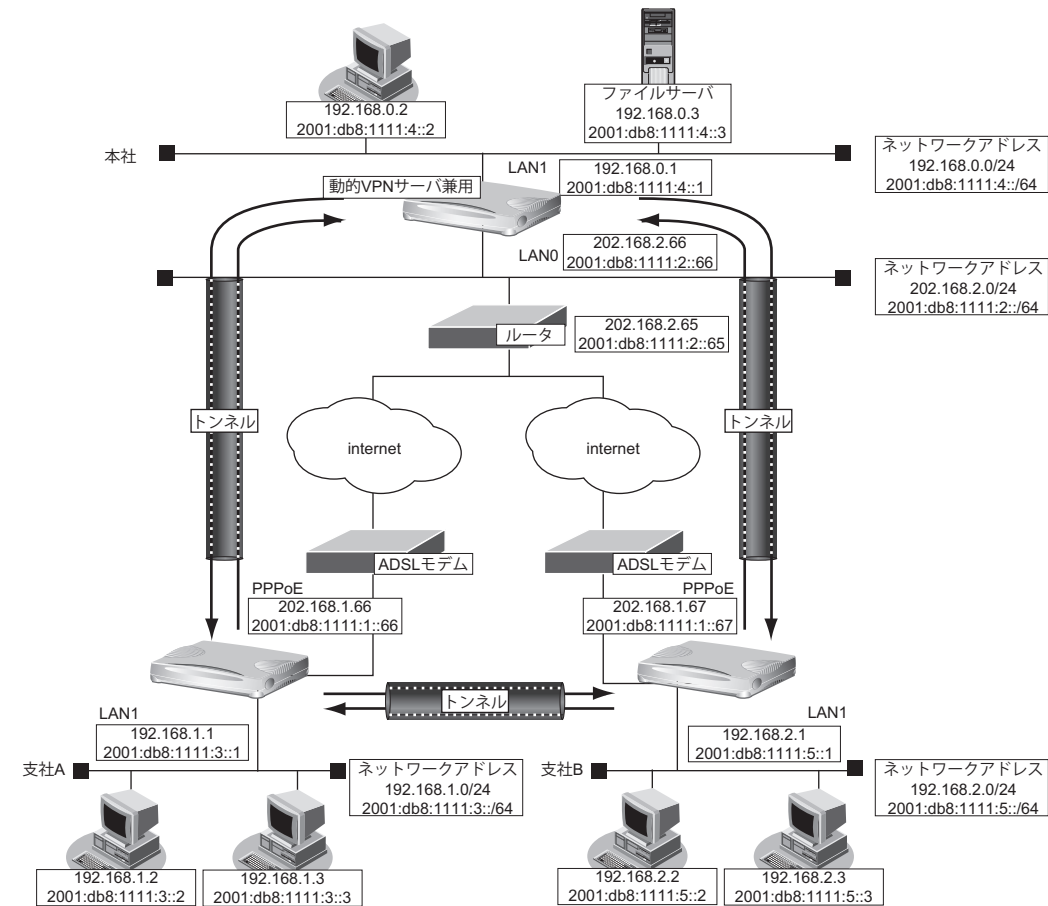 192.168.0.2
2001:db8:1111:4::2
ファイルサーバ
192.168.0.3
2001:db8:1111:4::3
本社
LAN1
192.168.0.1
2001:db8:1111:4::1
ネットワークアドレス
192.168.0.0/24
2001:db8:1111:4::/64
動的VPNサーバ兼用
LAN0
202.168.2.66
2001:db8:1111:2::66
ネットワークアドレス
202.168.2.0/24
2001:db8:1111:2::/64
ルータ
202.168.2.65
2001:db8:1111:2::65
トンネル
internet
internet
トンネル
ADSLモデム
ADSLモデム
PPPoE
202.168.1.66
2001:db8:1111:1::66
PPPoE
202.168.1.67
2001:db8:1111:1::67
トンネル
LAN1
192.168.1.1
2001:db8:1111:3::1
LAN1
192.168.2.1
2001:db8:1111:5::1
支社A
ネットワークアドレス
192.168.1.0/24
2001:db8:1111:3::/64
支社B
ネットワークアドレス
192.168.2.0/24
2001:db8:1111:5::/64
192.168.1.2
2001:db8:1111:3::2
192.168.1.3
2001:db8:1111:3::3
192.168.2.2
2001:db8:1111:5::2
192.168.2.3
2001:db8:1111:5::3